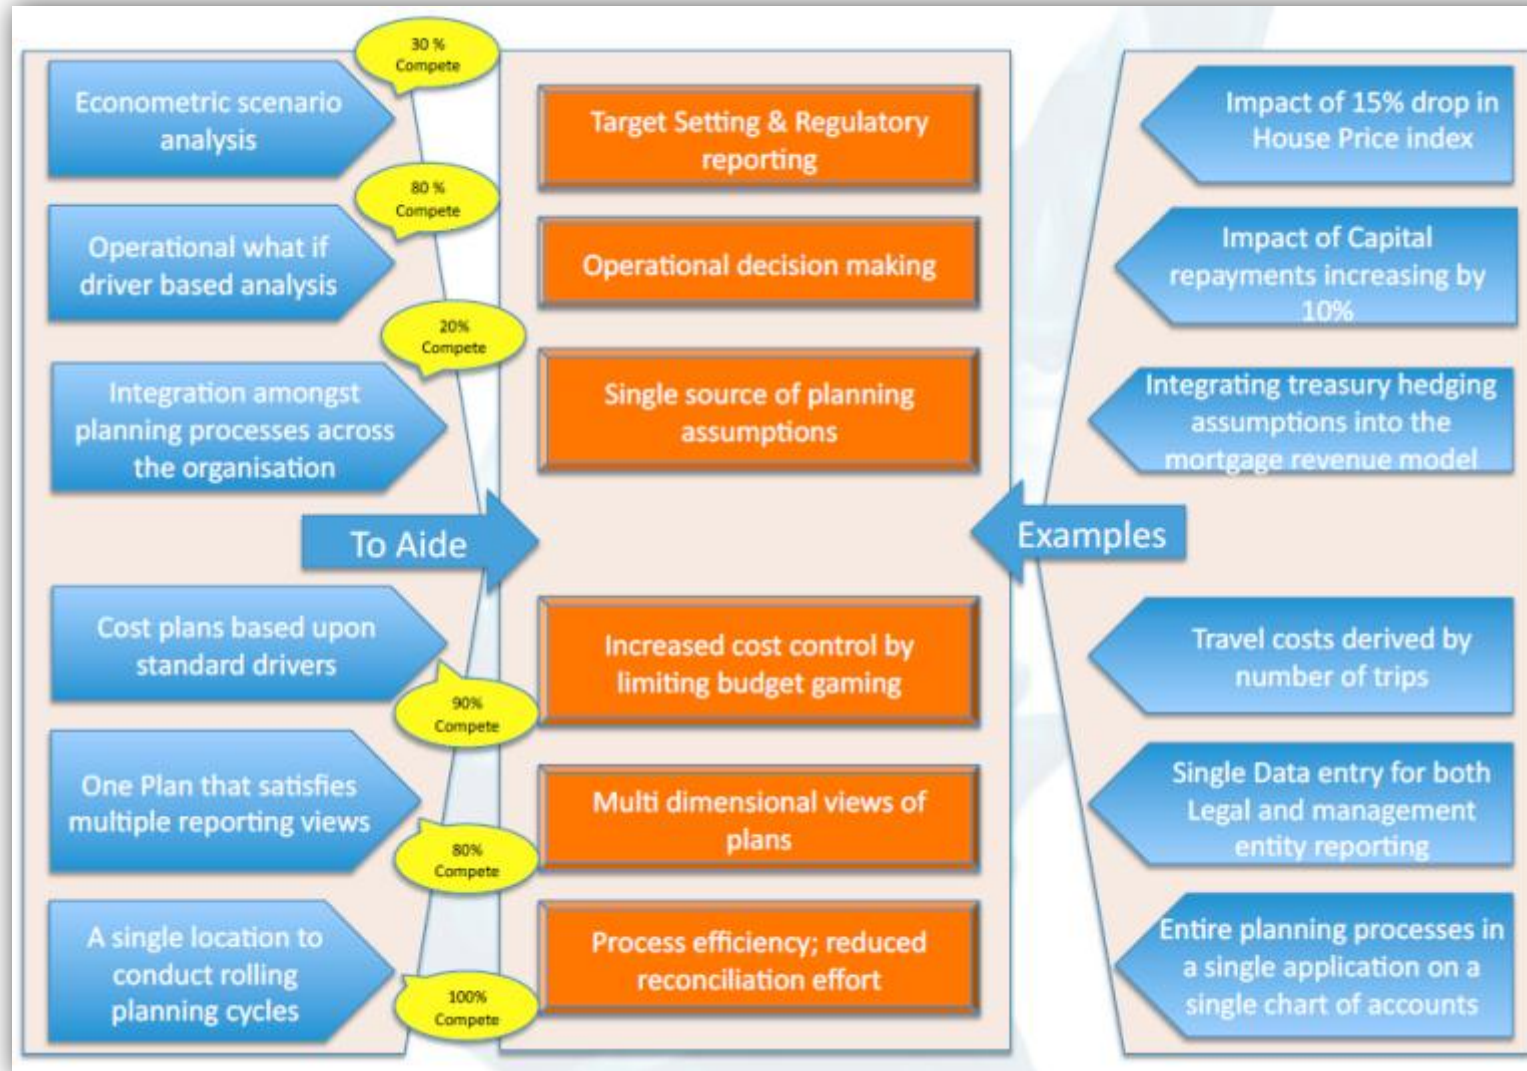 30 %
Compete
Econometric scenario
analysis
Target Setting & Regulatory
reporting
Impact of 15% drop in
House Price index
80 %
Compete
Operational what if
driver based analysis
Operational decision making
Impact of Capital
repayments increasing by
10%
20%
Compete
Integration amongst
planning processes across
the organisation
Single source of planning
assumptions
Integrating treasury hedging
assumptions into the
mortgage revenue model
To Aide
Examples
Cost plans based upon
standard drivers
90%
Compete
Increased cost control by
limiting budget gaming
Travel costs derived by
number of trips
One Plan that satisfies
multiple reporting views
80%
Compete
Multi dimensional views of
plans
Single Data entry for both
Legal and management
entity reporting
A single location to
conduct rolling
planning cycles
100%
Compete
Process efficiency; reduced
reconciliation effort
Entire planning processes in
a single application on a
single chart of accounts